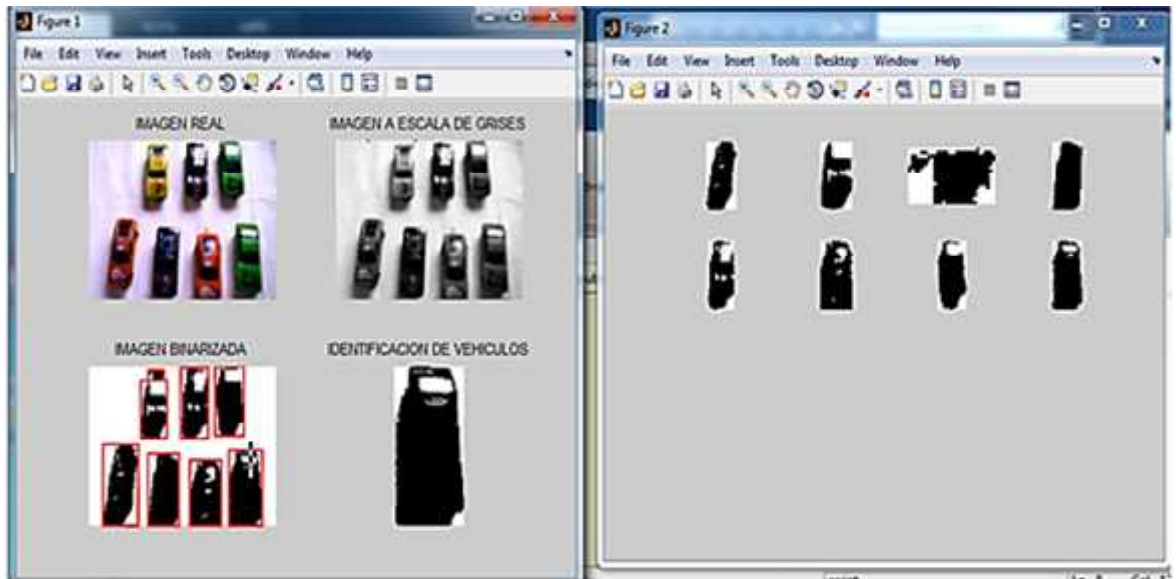 Figure 1
File Edit View Insert Tools Desktop Window Help
IMAGEN REAL
IMAGEN A ESCALA DE GRISES
IMAGEN BINARIZADA
IDENTIFICACION DE VEHICULOS
Figure 2
File Edit View Insert Tools Desktop Window Help